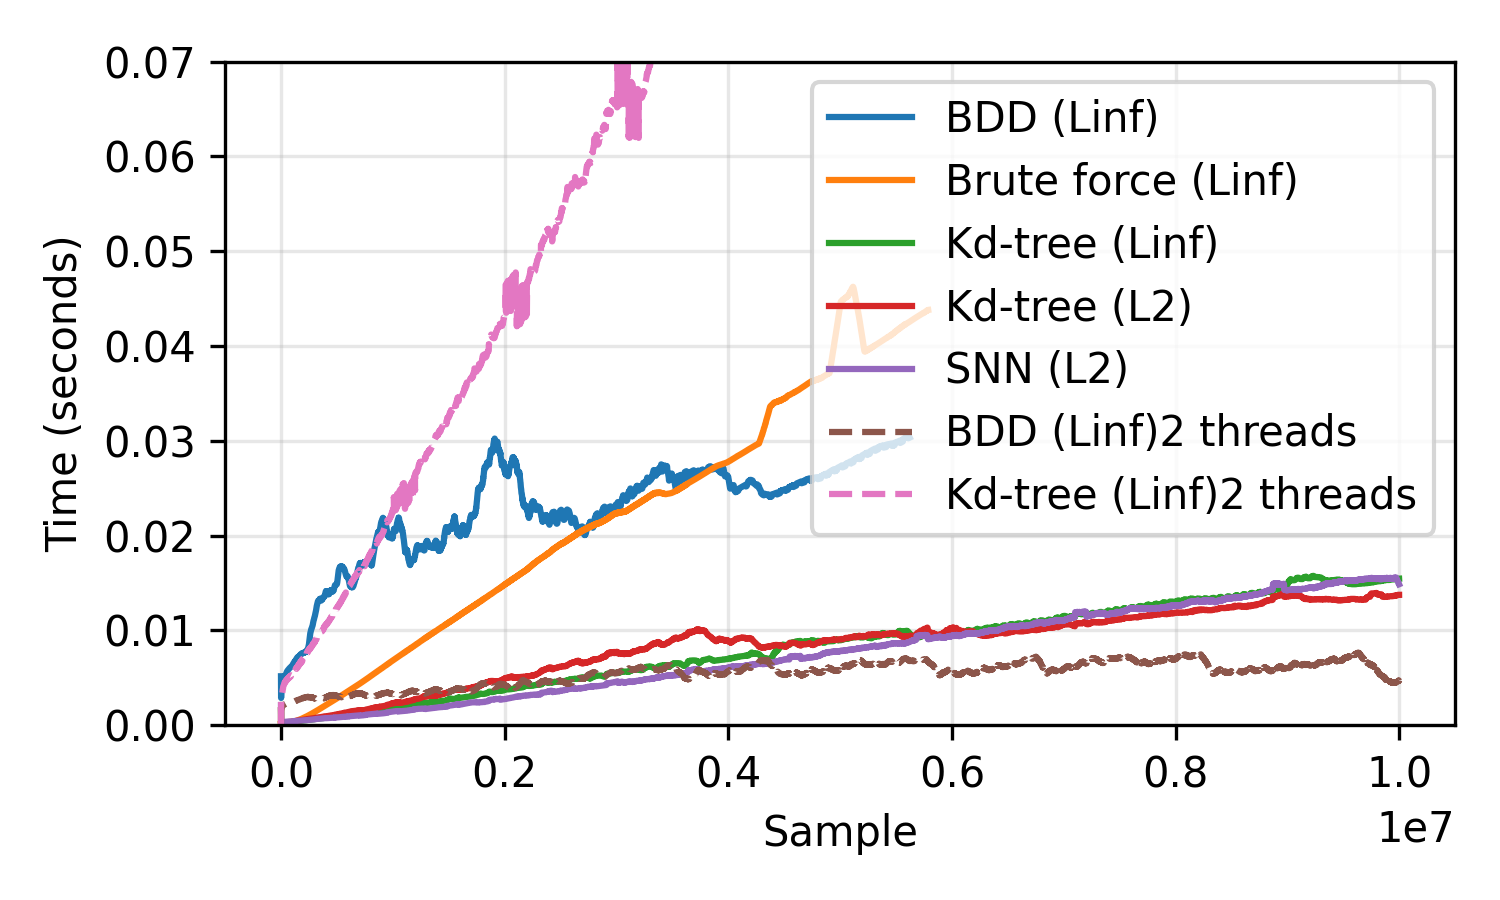 0.07
0.06
0.05
0.04
0.03
0.02
0.01
0.00
Time (seconds)
BDD (Linf)
Brute force (Linf)
Kd-tree (Linf)
Kd-tree (L2)
SNN (L2)
BDD (Linf)2 threads
Kd-tree (Linf)2 threads
0.0 0.2 0.4 0.6 0.8 1.0
Sample
1e7